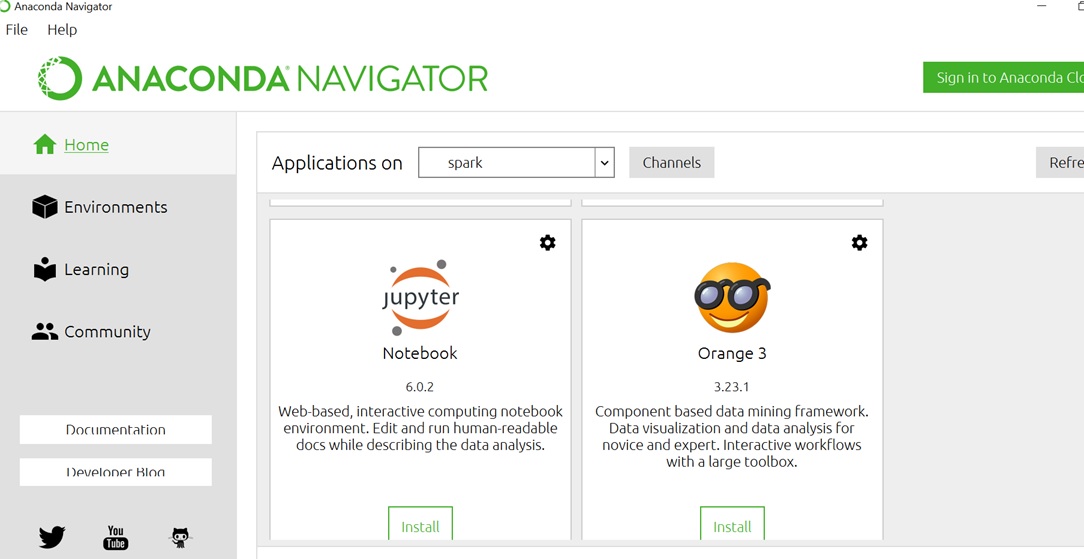 Anaconda Navigator
File Help
ANACONDA NAVIGATOR
Sign in to Anaconda Clo
Home
Applications on spark Channels Refre
Environments
Learning
Community
jupyter
Notebook
6.0.2
Web-based, interactive computing notebook
environment. Edit and run human-readable
docs while describing the data analysis.
Install
Orange 3
3.23.1
Component based data mining framework.
Data visualization and data analysis for
novice and expert. Interactive workflows
with a large toolbox.
Install
Documentation
Developer Blog
You
Tube